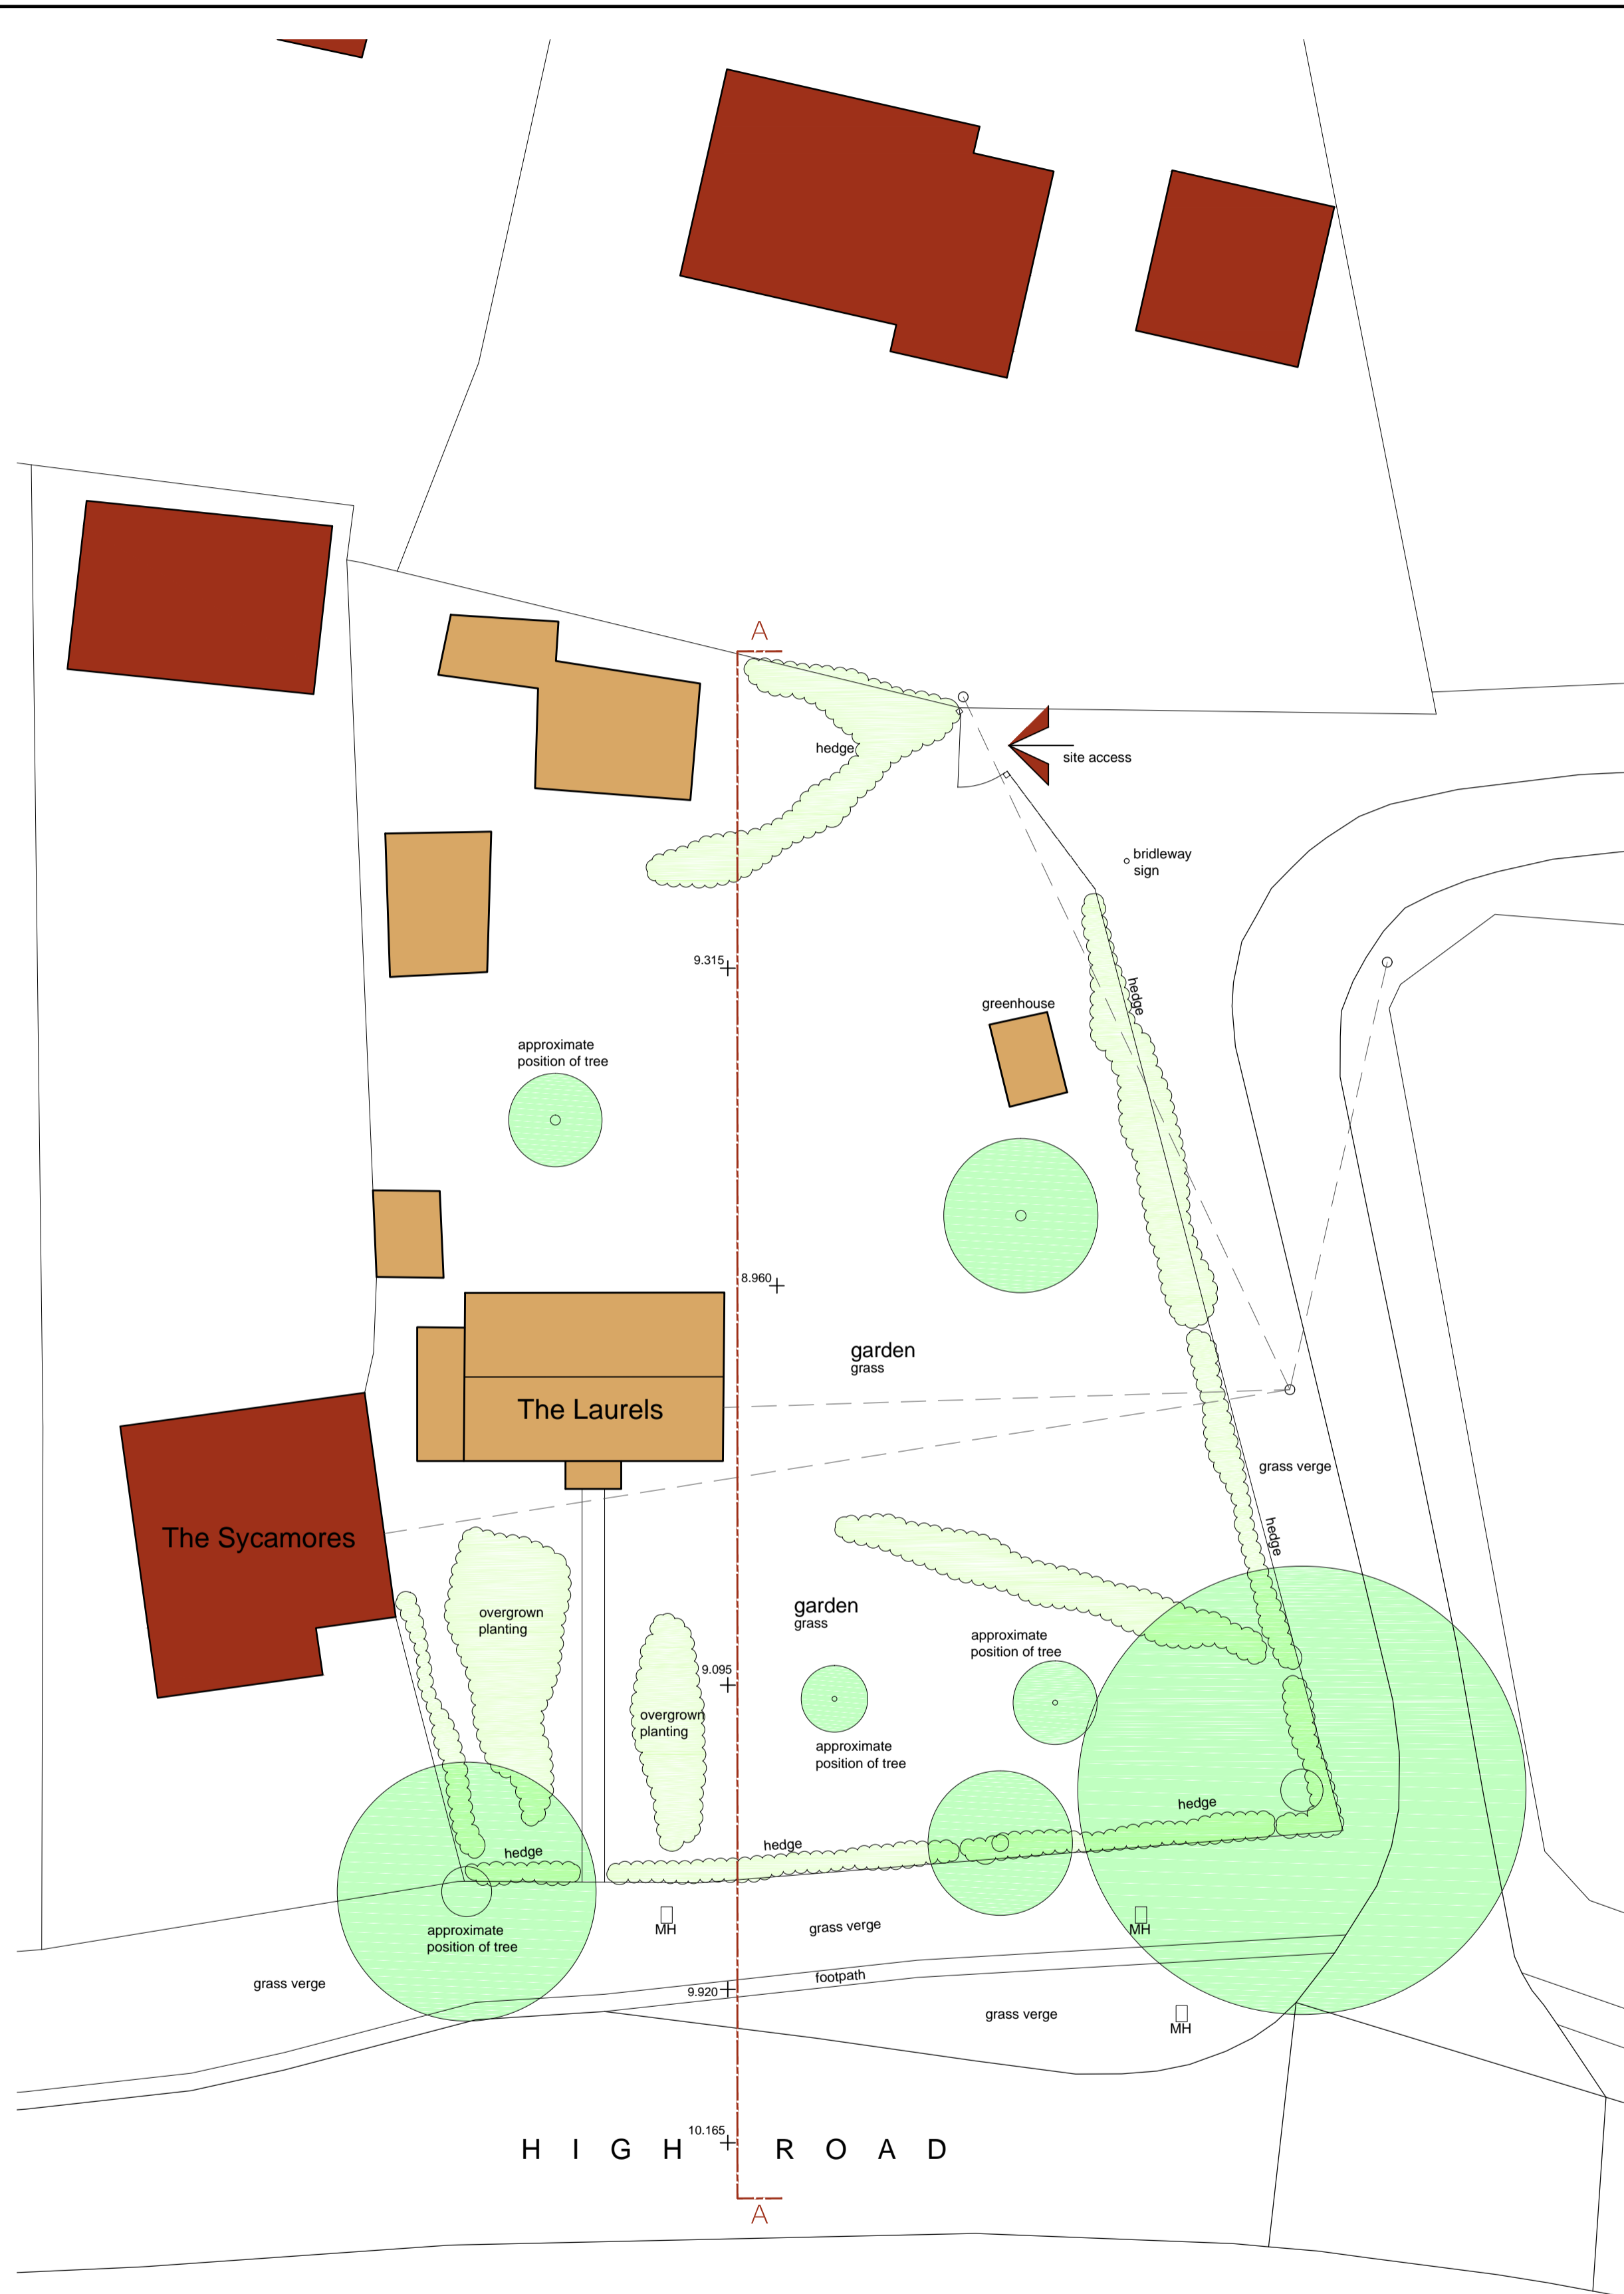 A
hedge
site access
bridleway
sign
9.315
hedge
greenhouse
approximate
position of tree
8.960
garden
grass
The Laurels
grass verge
The Sycamores
hedge
overgrown
planting
garden
grass
approximate
position of tree
9.095
overgrown
planting
approximate
position of tree
hedge
hedge
hedge
approximate
position of tree
MH
grass verge
MH
grass verge
footpath
9.920
grass verge
MH
10.165
HIGH ROAD
A